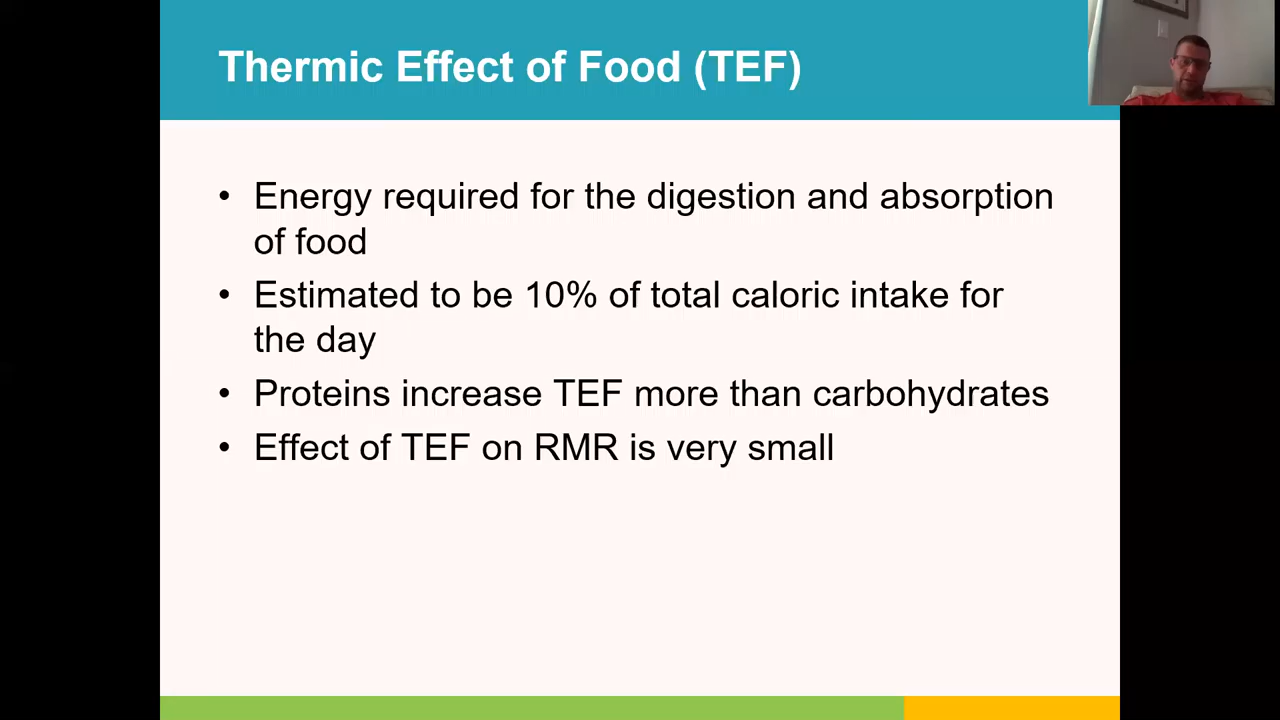 Thermic Effect of Food (TEF)
• Energy required for the digestion and absorption
of food
• Estimated to be 10% of total caloric intake for
the day
• Proteins increase TEF more than carbohydrates
• Effect of TEF on RMR is very small